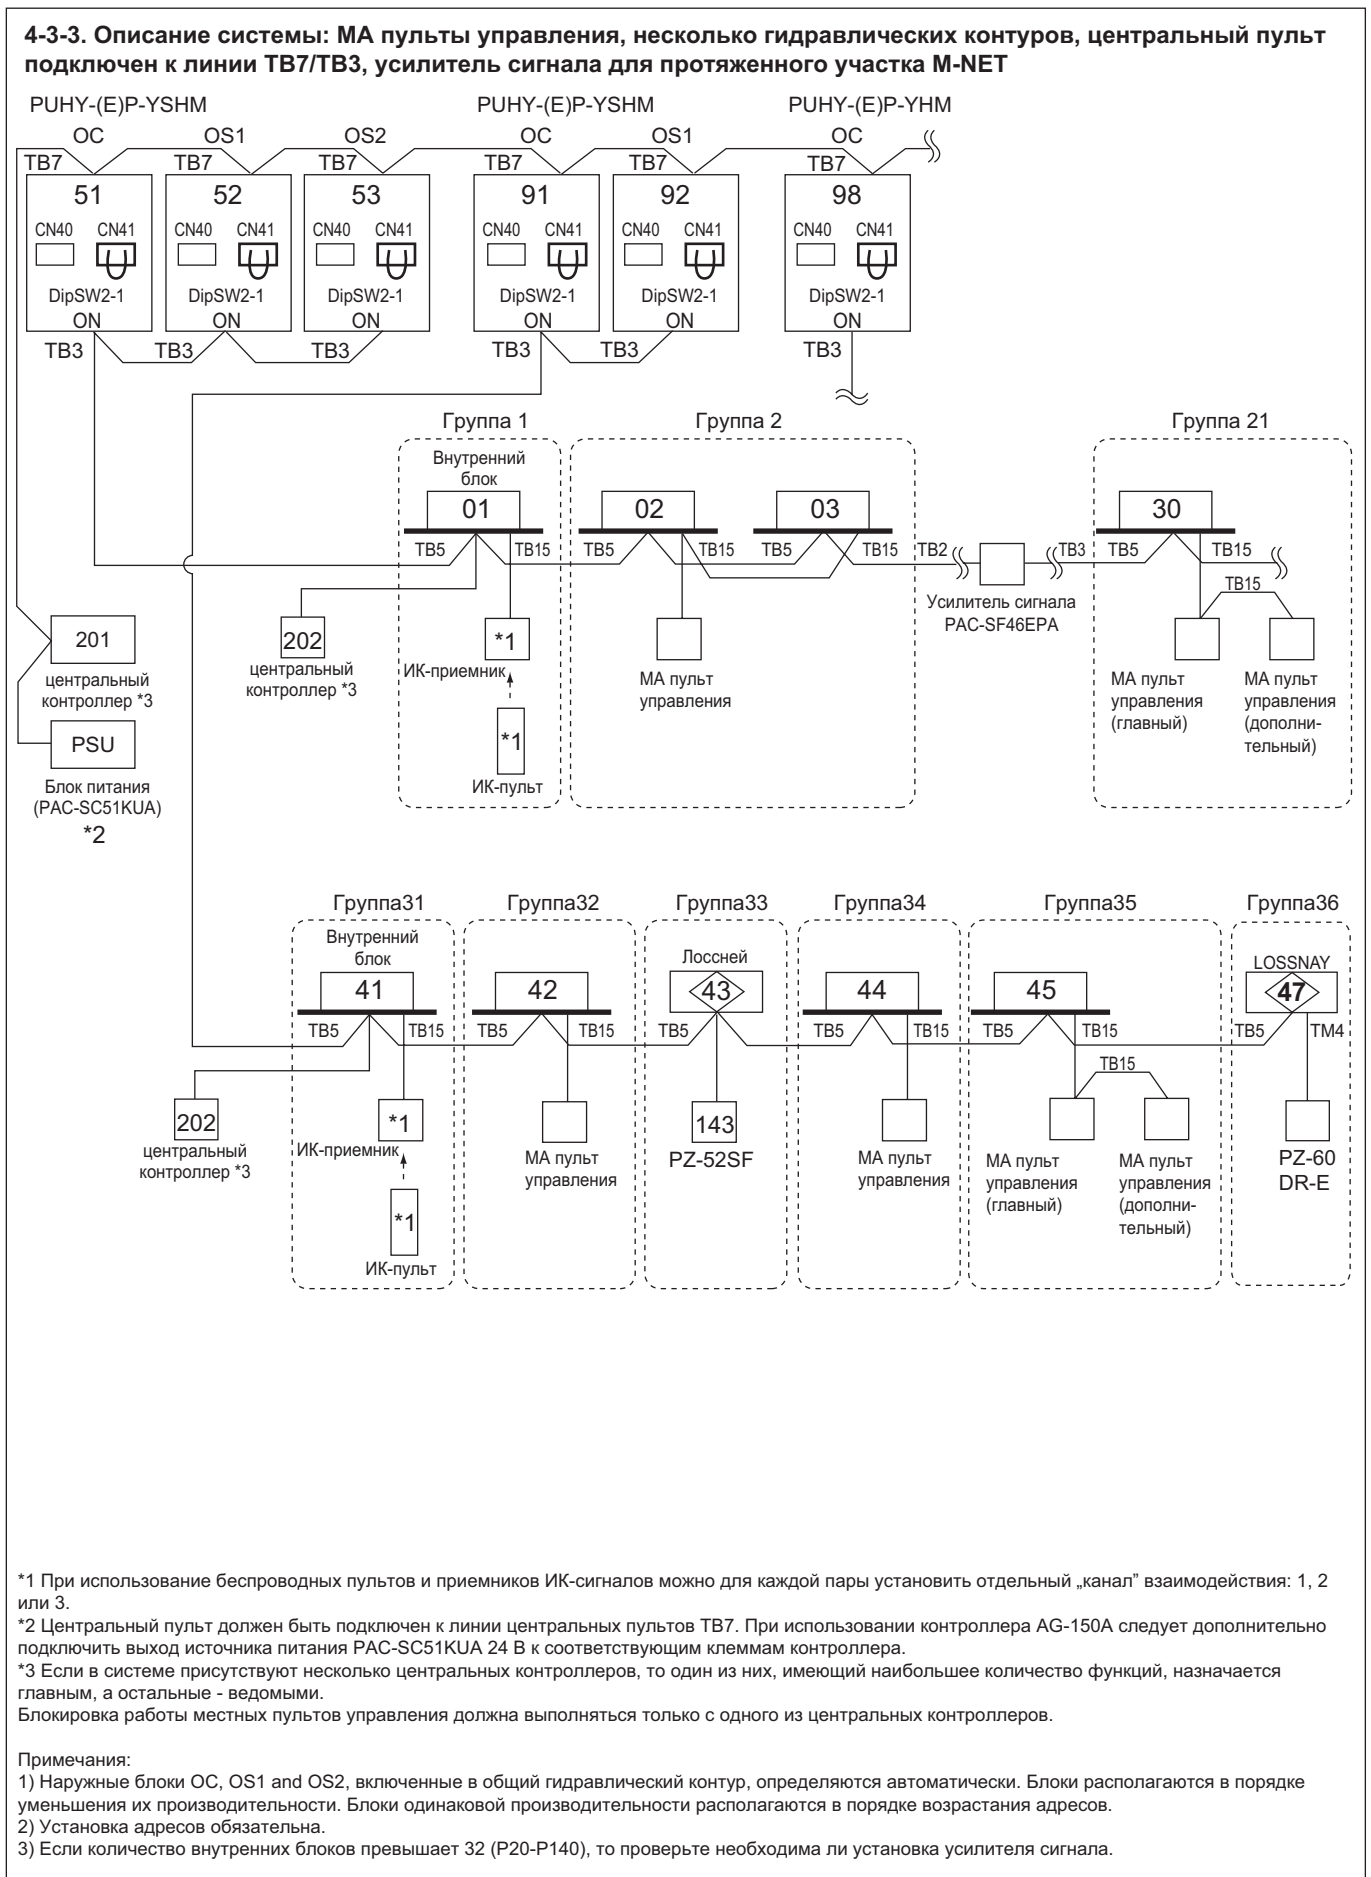 4-3-3. Описание системы: МА пульты управления, несколько гидравлических контуров, центральный пульт
подключен к линии TB7/TB3, усилитель сигнала для протяженного участка M-NET
PUHY-(E)P-YSHM PUHY-(E)P-YSHM PUHY-(E)P-YHM
OC OS1 OS2 OC OS1 OC
TB7 TB7 TB7 TB7 TB7 TB7
51 52 53 91 92 98
CN40 CN41 CN40 CN41 CN40 CN41 CN40 CN41 CN40 CN41 CN40 CN41
DipSW2-1 DipSW2-1 DipSW2-1 DipSW2-1 DipSW2-1 DipSW2-1
ON ON ON ON ON ON
TB3 TB3 TB3 TB3 TB3 TB3
Группа 1 Группа 2 Группа 21
Внутренний
блок
01 02 03 30
TB5 TB15 TB5 TB15 TB5 TB15 TB2 TB3 TB5 TB15
Усилитель сигнала
PAC-SF46EPA
TB15
201
центральный
контроллер *3
202
центральный
контроллер *3
*1
ИК-приемник
*1
ИК-пульт
МА пульт
управления
МА пульт
управления
(главный)
МА пульт
управления
(дополни-
тельный)
PSU
Блок питания
(PAC-SC51KUA)
*2
Группа31 Группа32 Группа33 Группа34 Группа35 Группа36
Внутренний
блок
Лоссней
LOSSNAY
41 42 43 44 45 47
TB5 TB15 TB5 TB15 TB5 TB5 TB15 TB5 TB15 TB5 TM4
TB15
202
центральный
контроллер *3
*1
ИК-приемник
*1
ИК-пульт
МА пульт
управления
143
PZ-52SF
МА пульт
управления
МА пульт
управления
(главный)
МА пульт
управления
(дополни-
тельный)
PZ-60
DR-E
*1 При использование беспроводных пультов и приемников ИК-сигналов можно для каждой пары установить отдельный „канал” взаимодействия: 1, 2
или 3.
*2 Центральный пульт должен быть подключен к линии центральных пультов TB7. При использовании контроллера AG-150A следует дополнительно
подключить выход источника питания PAC-SC51KUA 24 В к соответствующим клеммам контроллера.
*3 Если в системе присутствуют несколько центральных контроллеров, то один из них, имеющий наибольшее количество функций, назначается
главным, а остальные - ведомыми.
Блокировка работы местных пультов управления должна выполняться только с одного из центральных контроллеров.
Примечания:
1) Наружные блоки OC, OS1 and OS2, включенные в общий гидравлический контур, определяются автоматически. Блоки располагаются в порядке
уменьшения их производительности. Блоки одинаковой производительности располагаются в порядке возрастания адресов.
2) Установка адресов обязательна.
3) Если количество внутренних блоков превышает 32 (P20-P140), то проверьте необходима ли установка усилителя сигнала.